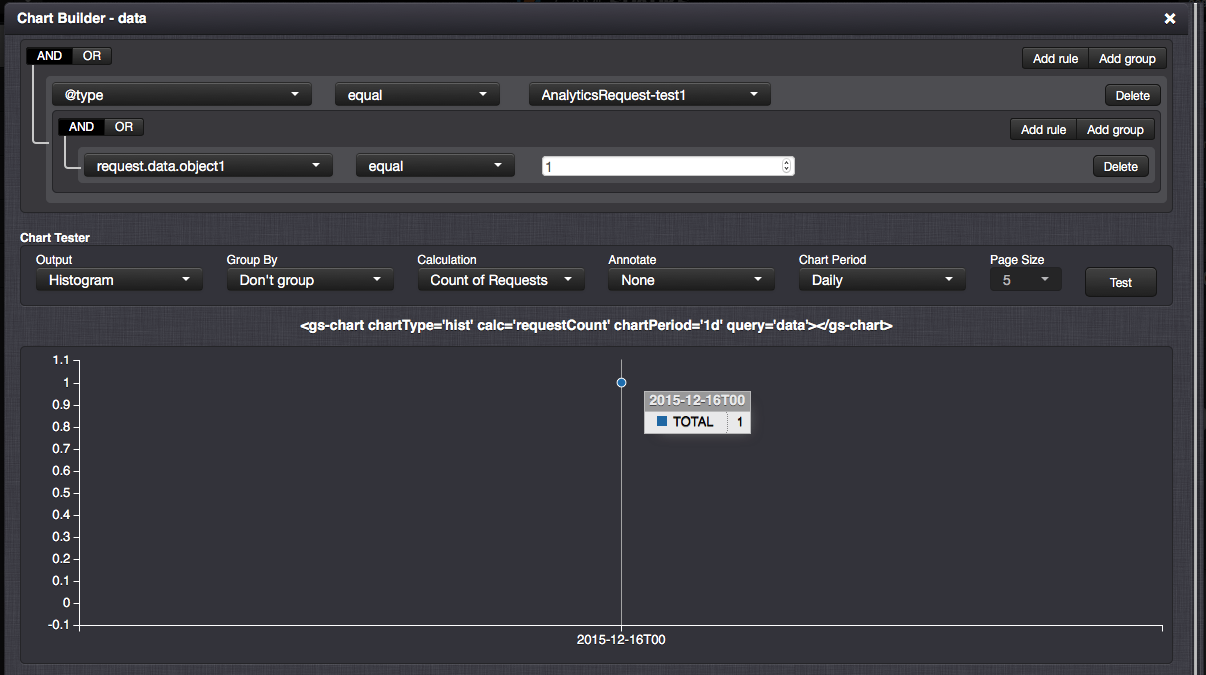 Chart Builder - data ×
AND OR Add rule Add group
@type equal AnalyticsRequest-test1 Delete
AND OR Add rule Add group
request.data.object1 equal 1 Delete
Chart Tester
Output Group By Calculation Annotate Chart Period Page Size
Histogram Don't group Count of Requests None Daily 5 Test
<gs-chart chartType='hist' calc='requestCount' chartPeriod='1d' query='data'></gs-chart>
1.1
1
0.9
0.8
0.7
0.6
0.5
0.4
0.3
0.2
0.1
0
-0.1
2015-12-16T00
TOTAL 1
2015-12-16T00